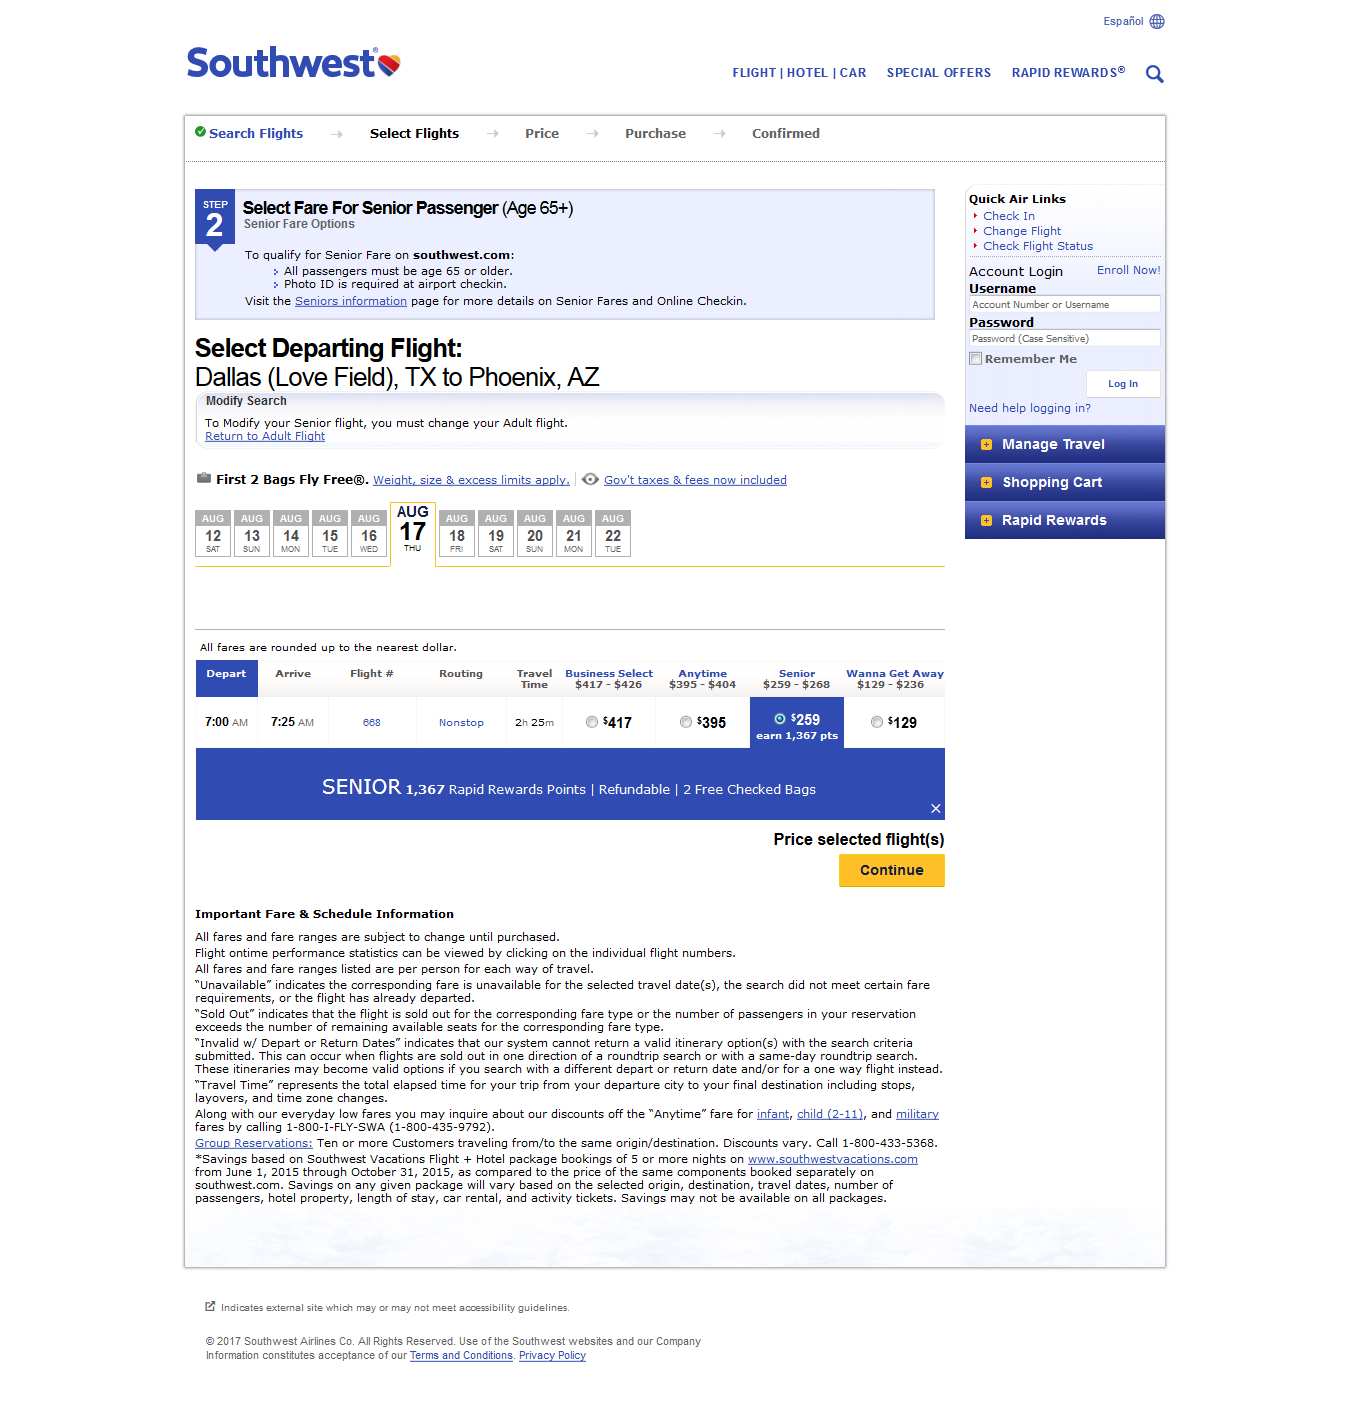 Español
Southwest®
FLIGHT | HOTEL | CAR
SPECIAL OFFERS
RAPID REWARDS®
Search Flights
Select Flights
Price
Purchase
Confirmed
STEP
2
Select Fare For Senior Passenger (Age 65+)
Senior Fare Options
To qualify for Senior Fare on southwest.com:
All passengers must be age 65 or older.
Photo ID is required at airport checkin.
Visit the Seniors information page for more details on Senior Fares and Online Checkin.
Quick Air Links
Check In
Change Flight
Check Flight Status
Account Login
Enroll Now!
Username
Account Number or Username
Password
Password (Case Sensitive)
Remember Me
Log In
Need help logging in?
Manage Travel
Shopping Cart
Rapid Rewards
Select Departing Flight:
Dallas (Love Field), TX to Phoenix, AZ
Modify Search
To Modify your Senior flight, you must change your Adult flight.
Return to Adult Flight
First 2 Bags Fly Free®. Weight, size & excess limits apply.
Gov't taxes & fees now included
AUG 12 SAT
AUG 13 SUN
AUG 14 MON
AUG 15 TUE
AUG 16 WED
AUG 17 THU
AUG 18 FRI
AUG 19 SAT
AUG 20 SUN
AUG 21 MON
AUG 22 TUE
All fares are rounded up to the nearest dollar.
Depart
Arrive
Flight #
Routing
Travel Time
Business Select $417 - $426
Anytime $395 - $404
Senior $259 - $268
Wanna Get Away $129 - $236
7:00 AM
7:25 AM
668
Nonstop
2h 25m
$417
$395
$259
earn 1,367 pts
$129
SENIOR 1,367 Rapid Rewards Points | Refundable | 2 Free Checked Bags
Price selected flight(s)
Continue
Important Fare & Schedule Information
All fares and fare ranges are subject to change until purchased.
Flight ontime performance statistics can be viewed by clicking on the individual flight numbers.
All fares and fare ranges listed are per person for each way of travel.
“Unavailable” indicates the corresponding fare is unavailable for the selected travel date(s), the search did not meet certain fare
requirements, or the flight has already departed.
“Sold Out” indicates that the flight is sold out for the corresponding fare type or the number of passengers in your reservation
exceeds the number of remaining available seats for the corresponding fare type.
“Invalid w/ Depart or Return Dates” indicates that our system cannot return a valid itinerary option(s) with the search criteria
submitted. This can occur when flights are sold out in one direction of a roundtrip search or with a same-day roundtrip search.
These itineraries may become valid options if you search with a different depart or return date and/or for a one way flight instead.
“Travel Time” represents the total elapsed time for your trip from your departure city to your final destination including stops,
layovers, and time zone changes.
Along with our everyday low fares you may inquire about our discounts off the “Anytime” fare for infant, child (2-11), and military
fares by calling 1-800-I-FLY-SWA (1-800-435-9792).
Group Reservations: Ten or more Customers traveling from/to the same origin/destination. Discounts vary. Call 1-800-433-5368.
*Savings based on Southwest Vacations Flight + Hotel package bookings of 5 or more nights on www.southwestvacations.com
from June 1, 2015 through October 31, 2015, as compared to the price of the same components booked separately on
southwest.com. Savings on any given package will vary based on the selected origin, destination, travel dates, number of
passengers, hotel property, length of stay, car rental, and activity tickets. Savings may not be available on all packages.
Indicates external site which may or may not meet accessibility guidelines.
© 2017 Southwest Airlines Co. All Rights Reserved. Use of the Southwest websites and our Company
Information constitutes acceptance of our Terms and Conditions. Privacy Policy